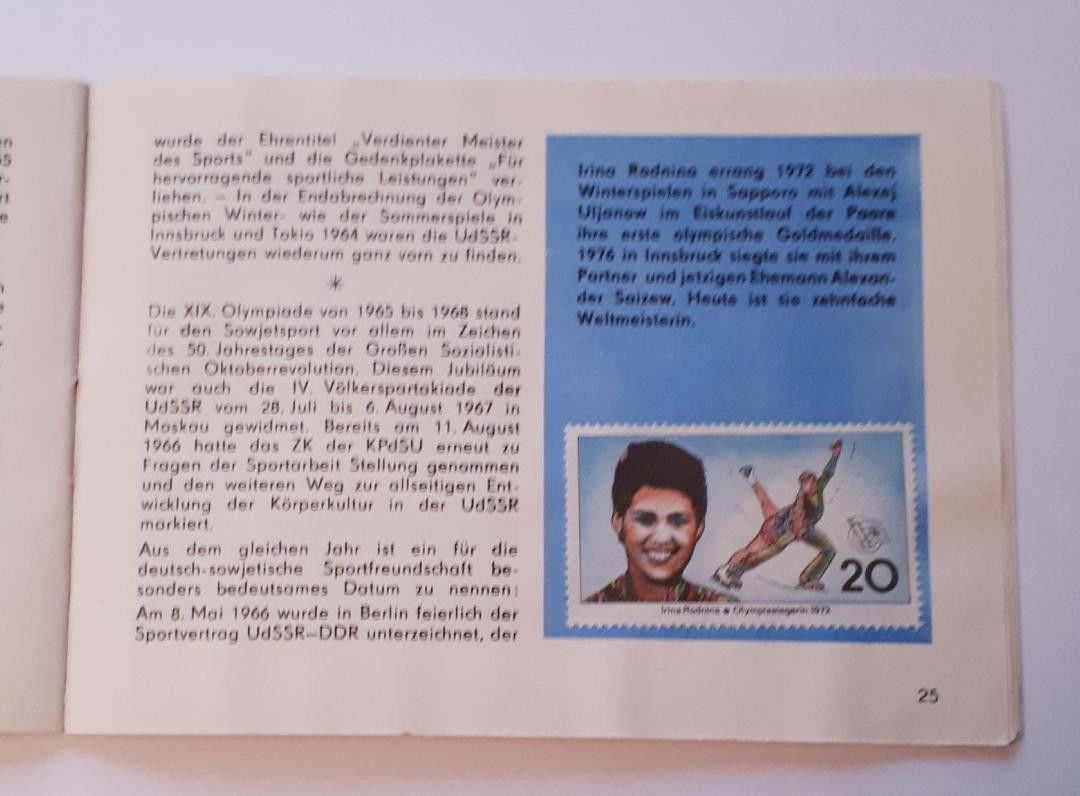 wurde der Ehrentitel „Verdienter Meister
des Sports" und die Gedenkplakette „Für
hervorragende sportliche Leistungen" ver-
liehen. – In der Endabrechnung der Olym-
pischen Winter- wie der Sommerspiele in
Innsbruck und Tokio 1964 waren die UdSSR-
Vertretungen wiederum ganz vorn zu finden.
*
Die XIX. Olympiade von 1965 bis 1968 stand
für den Sowjetsport vor allem im Zeichen
des 50. Jahrestages der Großen Sozialisti-
schen Oktoberrevolution. Diesem Jubiläum
war auch die IV. Völkerspartakiade der
UdSSR vom 28. Juli bis 6. August 1967 in
Moskau gewidmet. Bereits am 11. August
1966 hatte das ZK der KPdSU erneut zu
Fragen der Sportarbeit Stellung genommen
und den weiteren Weg zur allseitigen Ent-
wicklung der Körperkultur in der UdSSR
markiert.
Aus dem gleichen Jahr ist ein für die
deutsch-sowjetische Sportfreundschaft be-
sonders bedeutsames Datum zu nennen:
Am 8. Mai 1966 wurde in Berlin feierlich der
Sportvertrag UdSSR–DDR unterzeichnet, der
Irina Rodnina errang 1972 bei den
Winterspielen in Sapporo mit Alexej
Uljanow im Eiskunstlauf der Paare
ihre erste olympische Goldmedaille.
1976 in Innsbruck siegte sie mit ihrem
Partner und jetzigen Ehemann Alexan-
der Saizew. Heute ist sie zehnfache
Weltmeisterin.
20
Irina Rodnina * Olympiasiegerin 1972
25